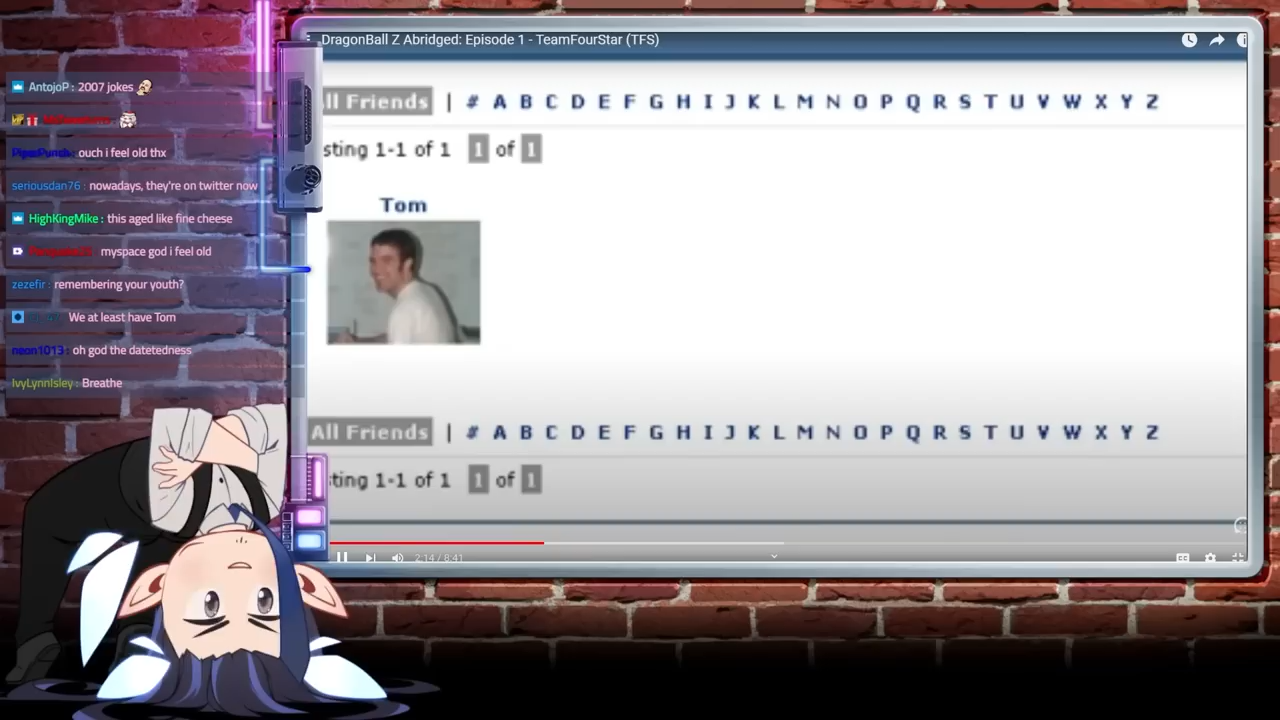 DragonBall Z Abridged: Episode 1 - TeamFourStar (TFS)
AntojoP : 2007 jokes
ouch i feel old thx
seriousdan76 : nowadays, they're on twitter now
HighKingMike : this aged like fine cheese
myspace god i feel old
zezefir : remembering your youth?
We at least have Tom
neon1013 : oh god the datetedness
IvyLynnIsley : Breathe
ll Friends | # A B C D E F G H I J K L M N O P Q R S T U V W X Y Z
sting 1-1 of 1 1 of 1
Tom
All Friends | # A B C D E F G H I J K L M N O P Q R S T U V W X Y Z
sting 1-1 of 1 1 of 1
2:14 / 8:41
CC